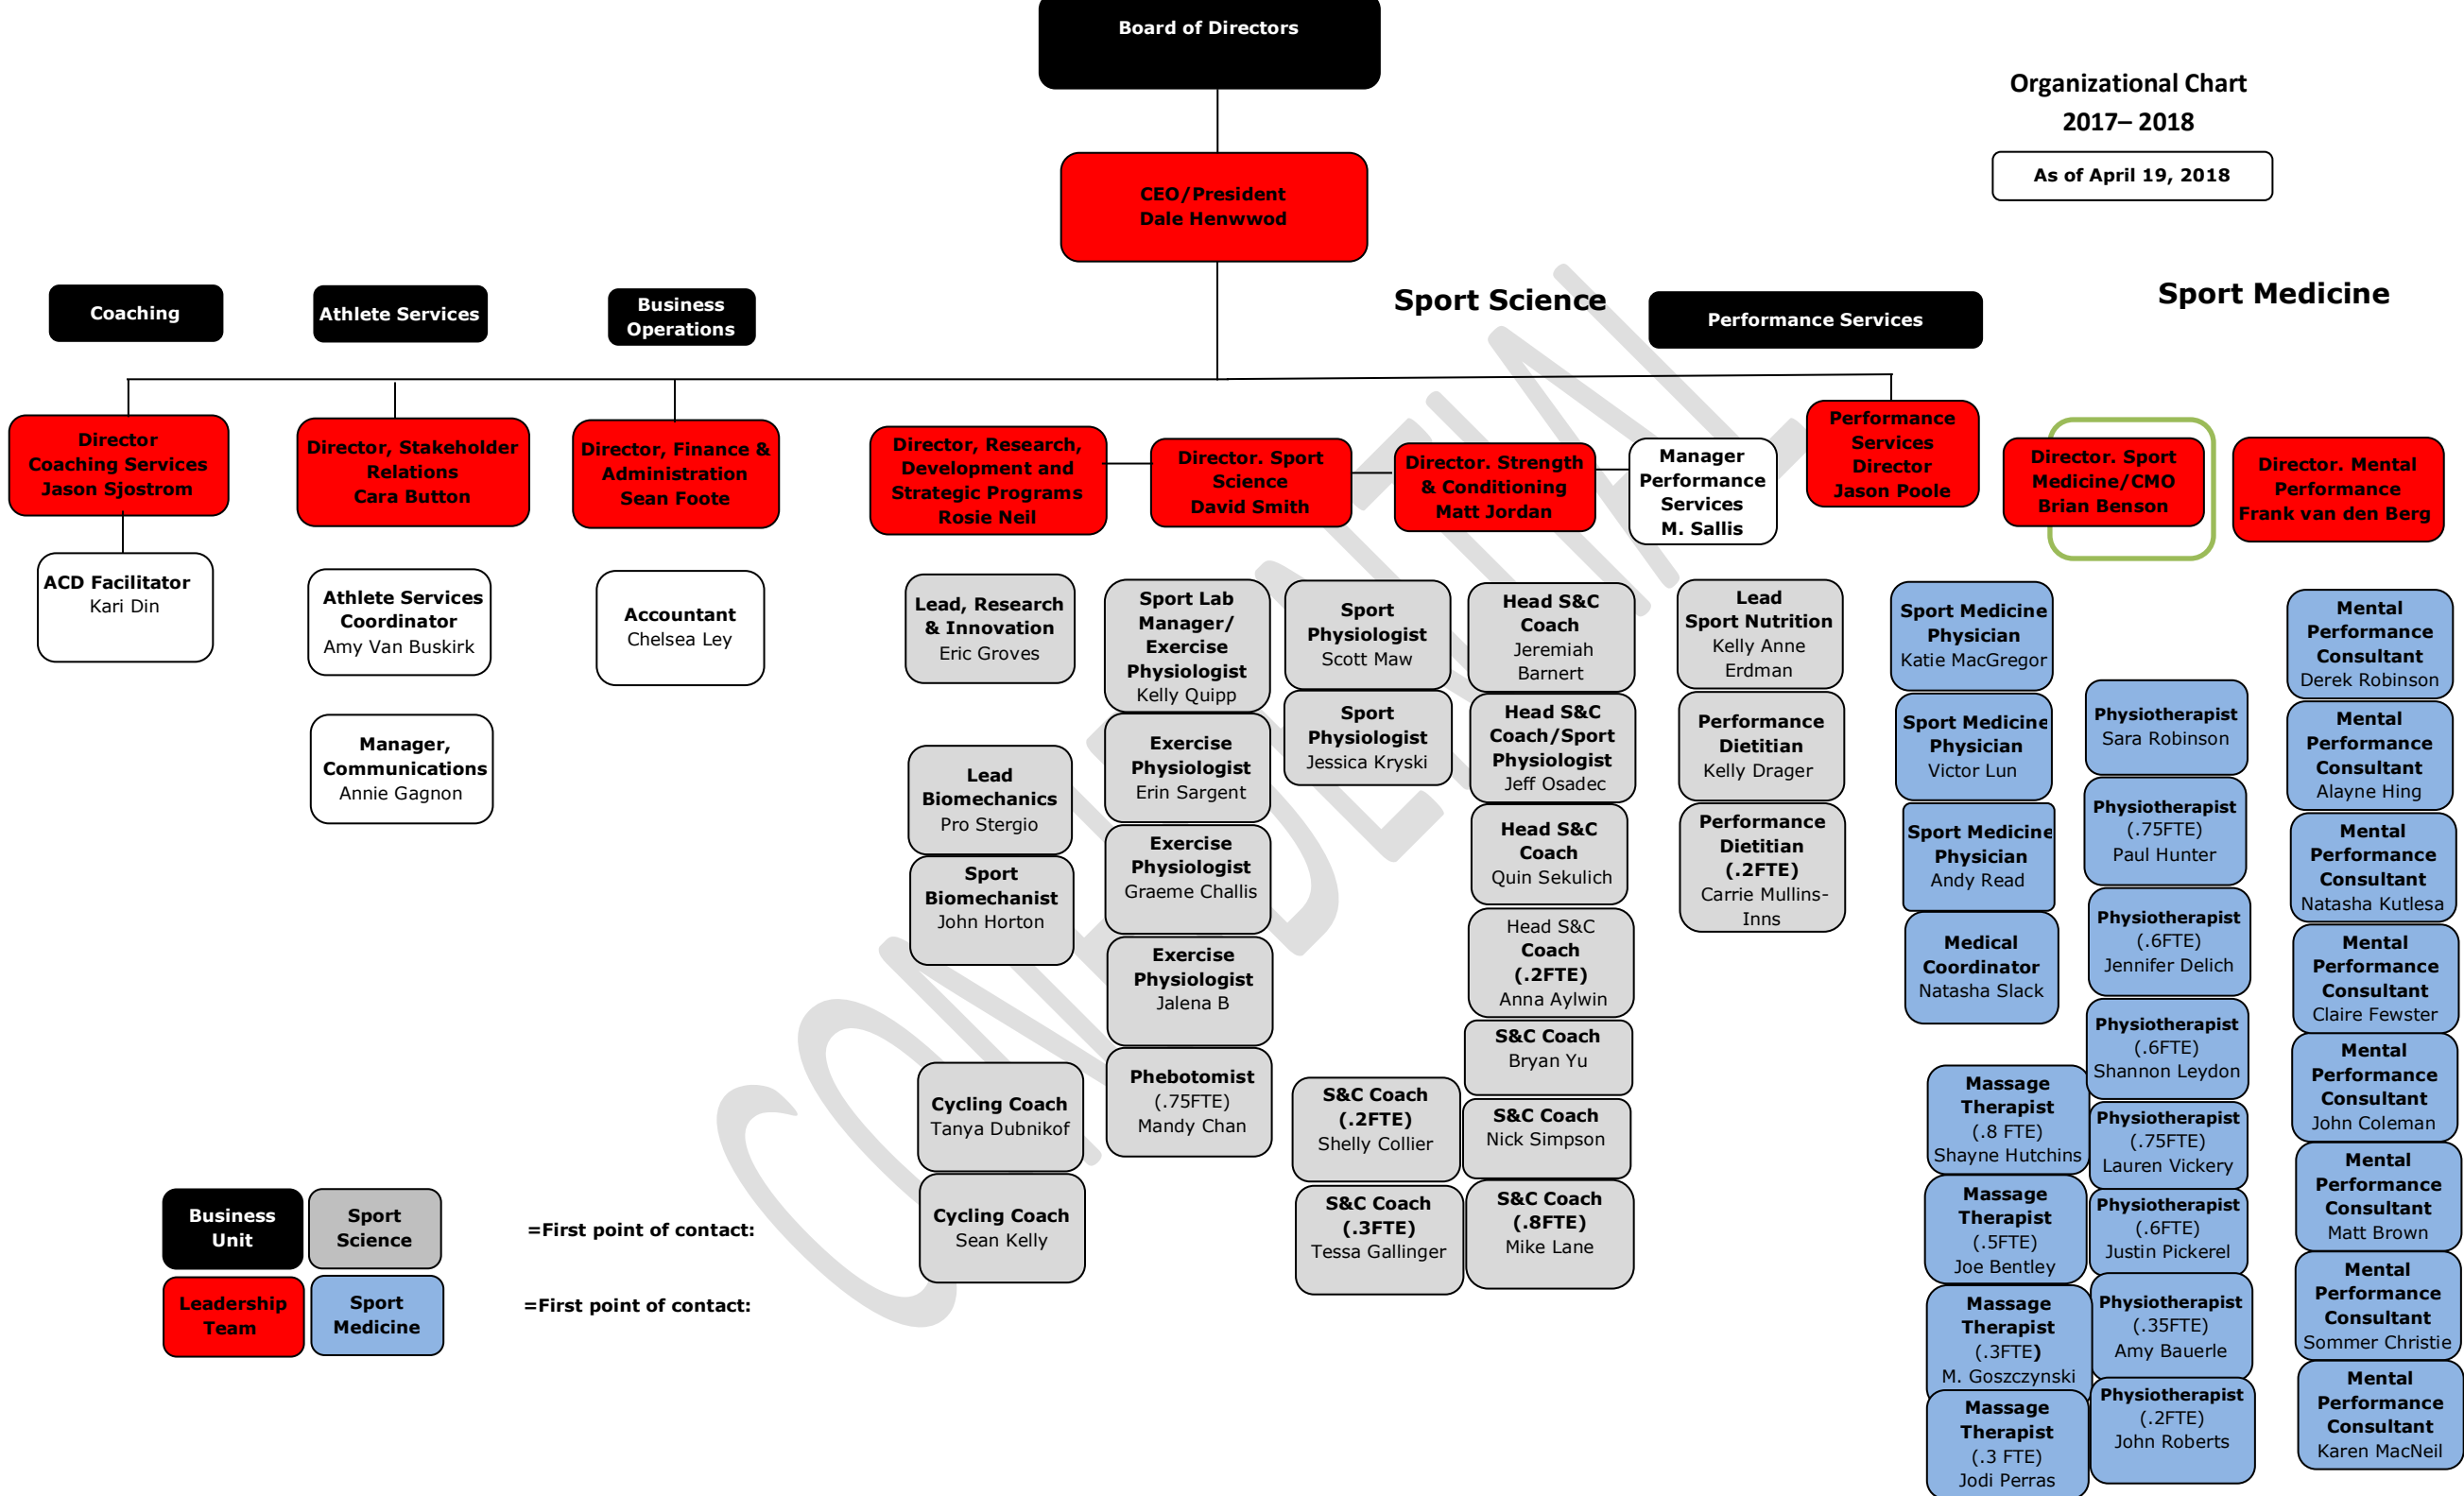 Board of Directors
Organizational Chart
2017– 2018
As of April 19, 2018
CEO/President
Dale Henwwod
Coaching
Athlete Services
Business
Operations
Sport Science
Performance Services
Sport Medicine
Director
Coaching Services
Jason Sjostrom
Director, Stakeholder
Relations
Cara Button
Director, Finance &
Administration
Sean Foote
Director, Research,
Development and
Strategic Programs
Rosie Neil
Director. Sport
Science
David Smith
Director. Strength
& Conditioning
Matt Jordan
Manager
Performance
Services
M. Sallis
Performance
Services
Director
Jason Poole
Director. Sport
Medicine/CMO
Brian Benson
Director. Mental
Performance
Frank van den Berg
ACD Facilitator
Kari Din
Athlete Services
Coordinator
Amy Van Buskirk
Manager,
Communications
Annie Gagnon
Accountant
Chelsea Ley
Lead, Research
& Innovation
Eric Groves
Lead
Biomechanics
Pro Stergio
Sport
Biomechanist
John Horton
Cycling Coach
Tanya Dubnikof
Cycling Coach
Sean Kelly
Sport Lab
Manager/
Exercise
Physiologist
Kelly Quipp
Exercise
Physiologist
Erin Sargent
Exercise
Physiologist
Graeme Challis
Exercise
Physiologist
Jalena B
Phebotomist
(.75FTE)
Mandy Chan
Sport
Physiologist
Scott Maw
Sport
Physiologist
Jessica Kryski
S&C Coach
(.2FTE)
Shelly Collier
S&C Coach
(.3FTE)
Tessa Gallinger
Head S&C
Coach
Jeremiah
Barnert
Head S&C
Coach/Sport
Physiologist
Jeff Osadec
Head S&C
Coach
Quin Sekulich
Head S&C
Coach
(.2FTE)
Anna Aylwin
S&C Coach
Bryan Yu
S&C Coach
Nick Simpson
S&C Coach
(.8FTE)
Mike Lane
Lead
Sport Nutrition
Kelly Anne
Erdman
Performance
Dietitian
Kelly Drager
Performance
Dietitian
(.2FTE)
Carrie Mullins-
Inns
Sport Medicine
Physician
Katie MacGregor
Sport Medicine
Physician
Victor Lun
Sport Medicine
Physician
Andy Read
Medical
Coordinator
Natasha Slack
Massage
Therapist
(.8 FTE)
Shayne Hutchins
Massage
Therapist
(.5FTE)
Joe Bentley
Massage
Therapist
(.3FTE)
M. Goszczynski
Massage
Therapist
(.3 FTE)
Jodi Perras
Physiotherapist
Sara Robinson
Physiotherapist
(.75FTE)
Paul Hunter
Physiotherapist
(.6FTE)
Jennifer Delich
Physiotherapist
(.6FTE)
Shannon Leydon
Physiotherapist
(.75FTE)
Lauren Vickery
Physiotherapist
(.6FTE)
Justin Pickerel
Physiotherapist
(.35FTE)
Amy Bauerle
Physiotherapist
(.2FTE)
John Roberts
Mental
Performance
Consultant
Derek Robinson
Mental
Performance
Consultant
Alayne Hing
Mental
Performance
Consultant
Natasha Kutlesa
Mental
Performance
Consultant
Claire Fewster
Mental
Performance
Consultant
John Coleman
Mental
Performance
Consultant
Matt Brown
Mental
Performance
Consultant
Sommer Christie
Mental
Performance
Consultant
Karen MacNeil
Business
Unit
Sport
Science
=First point of contact:
Leadership
Team
Sport
Medicine
=First point of contact:
CONFIDENTIAL